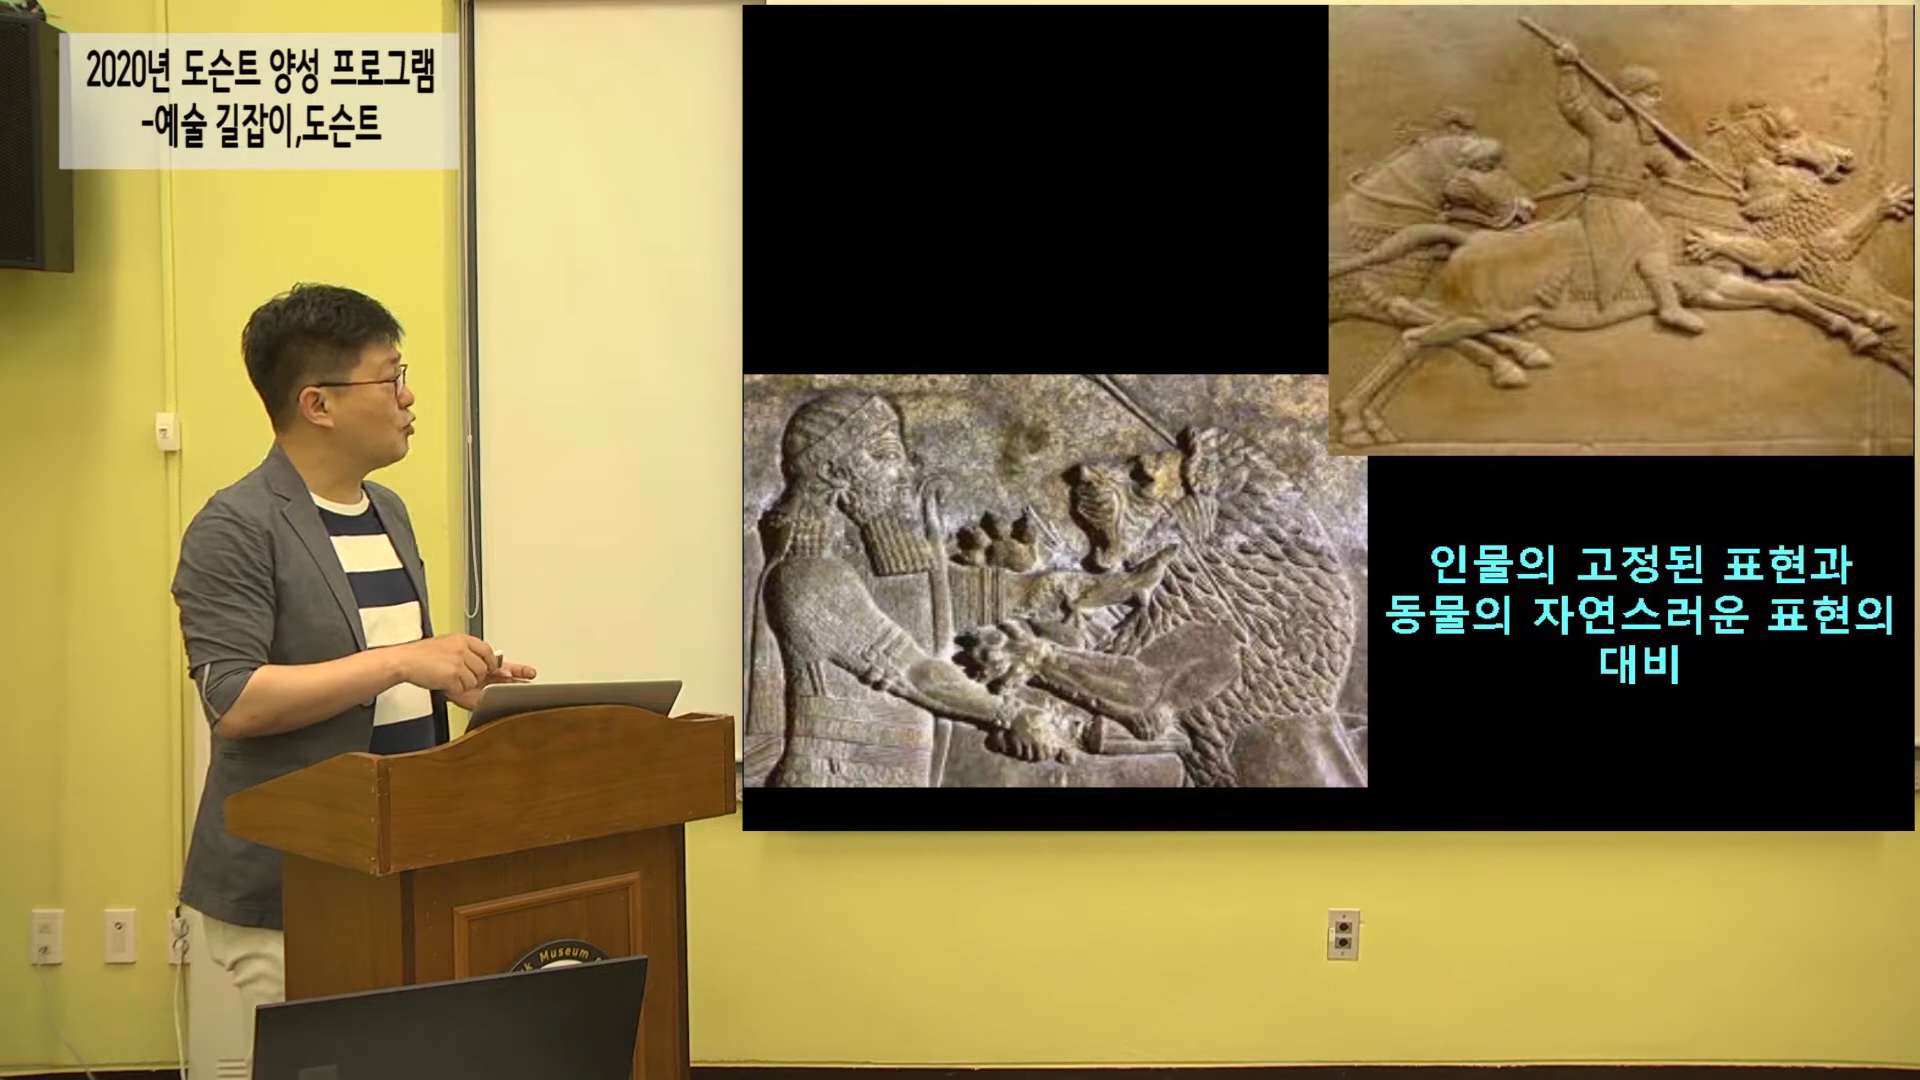 2020년 도슨트 양성 프로그램
-예술 길잡이,도슨트
인물의 고정된 표현과
동물의 자연스러운 표현의
대비
Museum